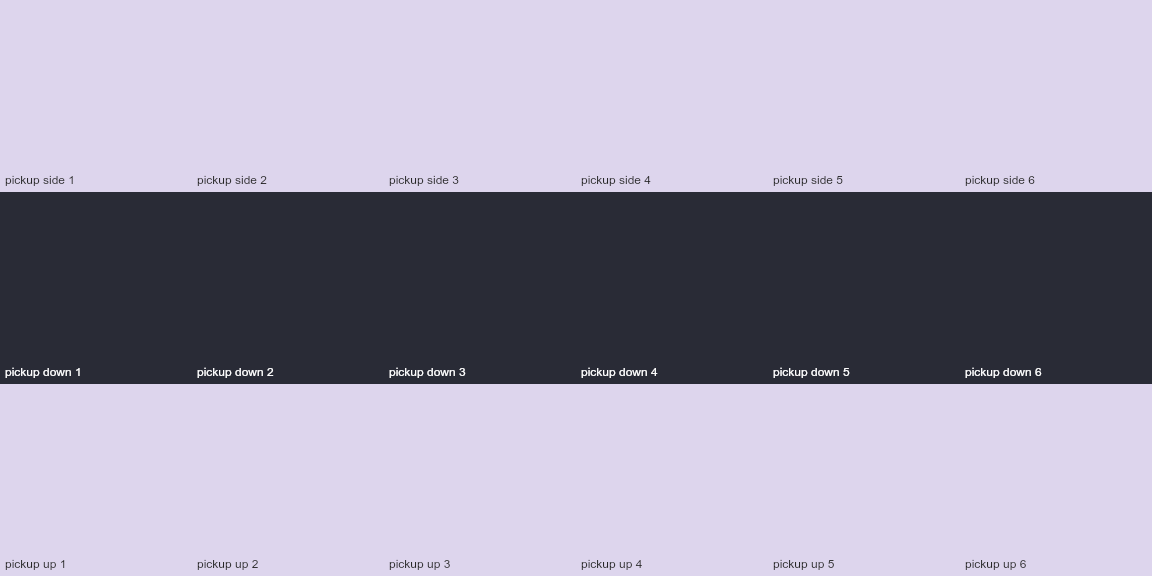 pickup side 1
pickup side 2
pickup side 3
pickup side 4
pickup side 5
pickup side 6
pickup down 1
pickup down 2
pickup down 3
pickup down 4
pickup down 5
pickup down 6
pickup up 1
pickup up 2
pickup up 3
pickup up 4
pickup up 5
pickup up 6